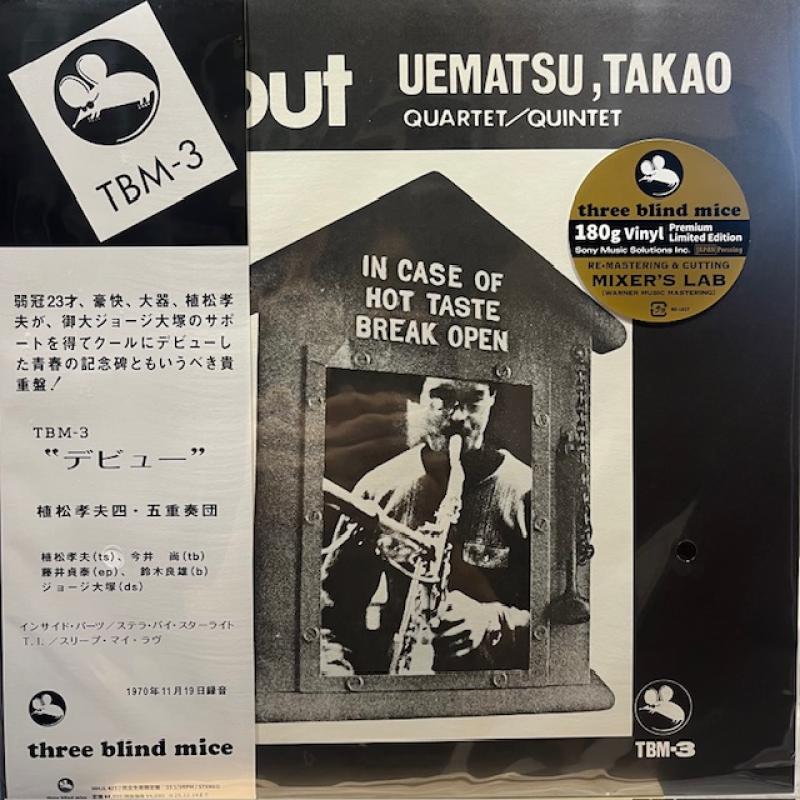 TBM-3
弱冠23才、豪快、大器、植松孝
夫が、御大ジョージ大塚のサポ
ートを得てクールにデビューし
た青春の記念碑ともいうべき貴
重盤!
TBM-3
“デビュー”
植松孝夫四・五重奏団
植松孝夫(ts)、今井 尚(tb)
藤井貞泰(ep)、鈴木良雄(b)
ジョージ大塚(ds)
インサイド・パーツ/ステラ・バイ・スターライト
T.I./スリープ・マイ・ラヴ
1970年11月19日録音
three blind mice
three blind mice
out
UEMATSU,TAKAO
QUARTET/QUINTET
three blind mice
180g Vinyl Premium
Limited Edition
Sony Music Solutions Inc. JAPAN Pressing
RE-MASTERING & CUTTING
MIXER'S LAB
[WARNER MUSIC MASTERING]
IN CASE OF
HOT TASTE
BREAK OPEN
TBM-3